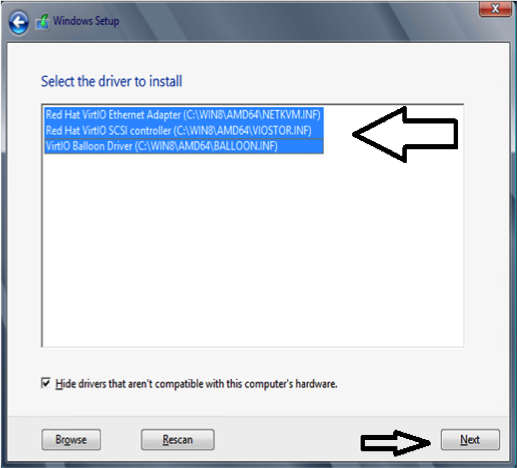 Windows Setup
Select the driver to install
Red Hat VirtIO Ethernet Adapter (C:\WIN8\AMD64\NETKVM.INF)
Red Hat VirtIO SCSI controller (C:\WIN8\AMD64\VIOSTOR.INF)
VirtIO Balloon Driver (C:\WIN8\AMD64\BALLOON.INF)
Hide drivers that aren't compatible with this computer's hardware.
Browse
Rescan
Next